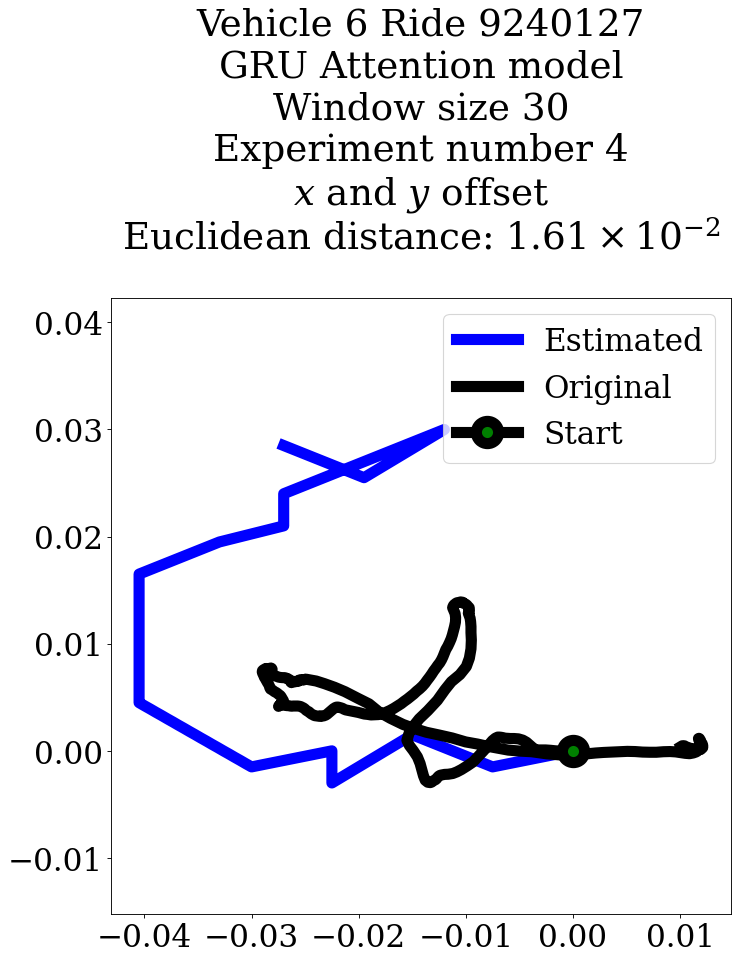 Vehicle 6 Ride 9240127
GRU Attention model
Window size 30
Experiment number 4
x and y offset
Euclidean distance: 1.61 × 10⁻²
0.04
0.03
0.02
0.01
0.00
−0.01
Estimated
Original
Start
−0.04 −0.03 −0.02 −0.01 0.00 0.01